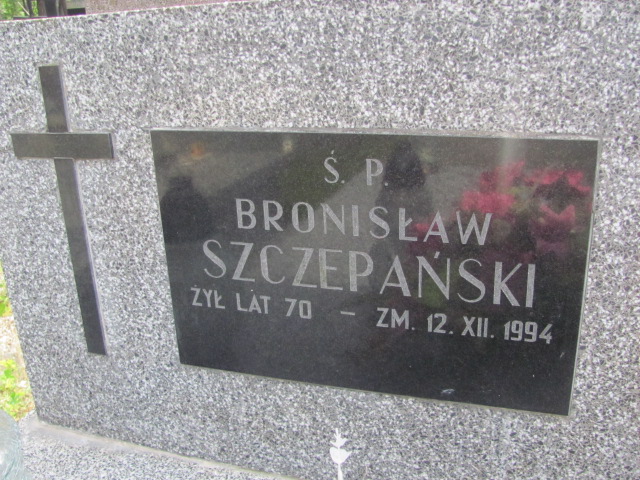 Ś. P.
BRONISŁAW
SZCZEPAŃSKI
ŻYŁ LAT 70 – ZM. 12. XII. 1994